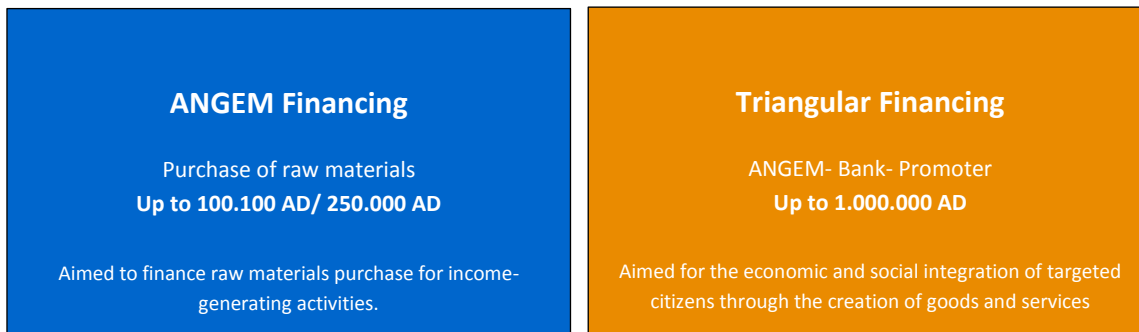 ANGEM Financing
Purchase of raw materials
Up to 100.100 AD/ 250.000 AD
Aimed to finance raw materials purchase for income-
generating activities.
Triangular Financing
ANGEM- Bank- Promoter
Up to 1.000.000 AD
Aimed for the economic and social integration of targeted
citizens through the creation of goods and services